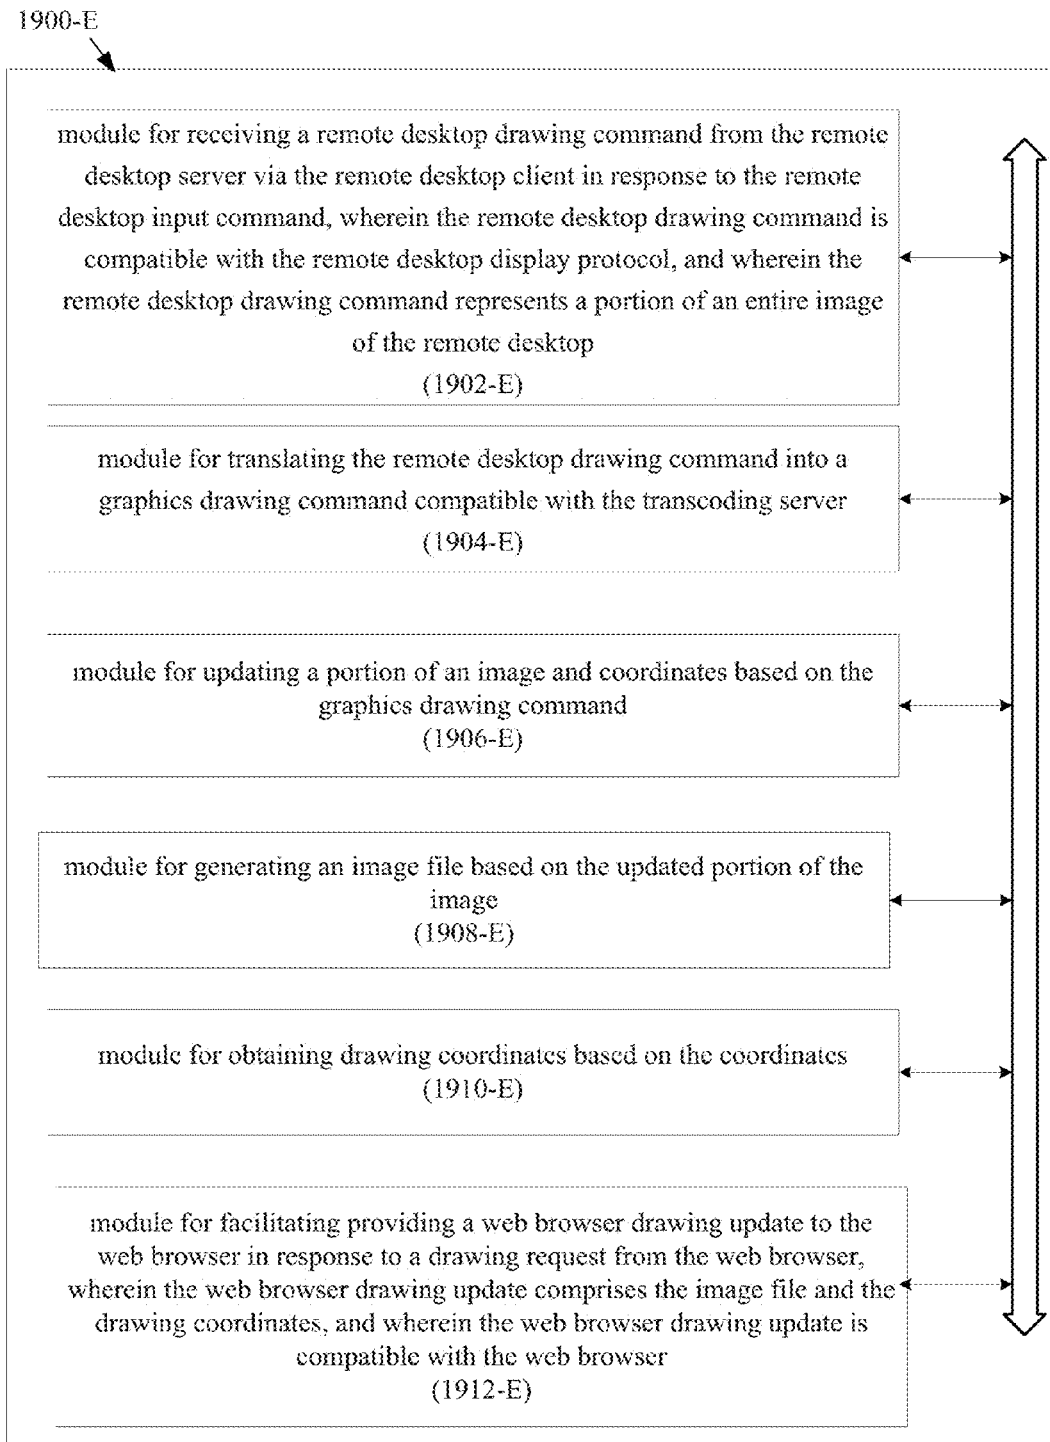 1900-E
module for receiving a remote desktop drawing command from the remote
desktop server via the remote desktop client in response to the remote
desktop input command, wherein the remote desktop drawing command is
compatible with the remote desktop display protocol, and wherein the
remote desktop drawing command represents a portion of an entire image
of the remote desktop
(1902-E)
module for translating the remote desktop drawing command into a
graphics drawing command compatible with the transcoding server
(1904-E)
module for updating a portion of an image and coordinates based on the
graphics drawing command
(1906-E)
module for generating an image file based on the updated portion of the
image
(1908-E)
module for obtaining drawing coordinates based on the coordinates
(1910-E)
module for facilitating providing a web browser drawing update to the
web browser in response to a drawing request from the web browser,
wherein the web browser drawing update comprises the image file and the
drawing coordinates, and wherein the web browser drawing update is
compatible with the web browser
(1912-E)